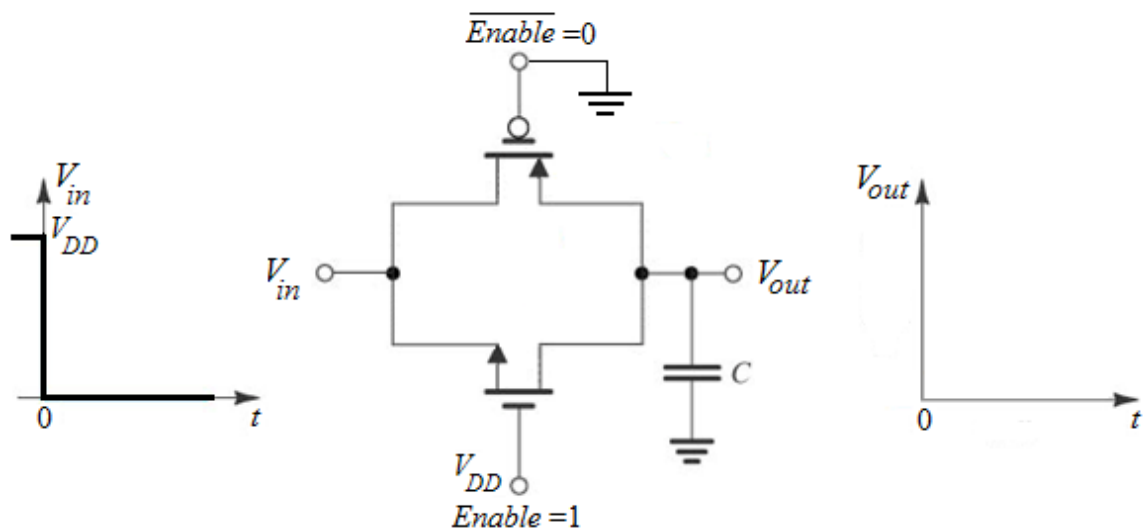 Enable =0
V_in
V_DD
0
t
V_in
V_out
C
V_DD
Enable =1
V_out
0
t